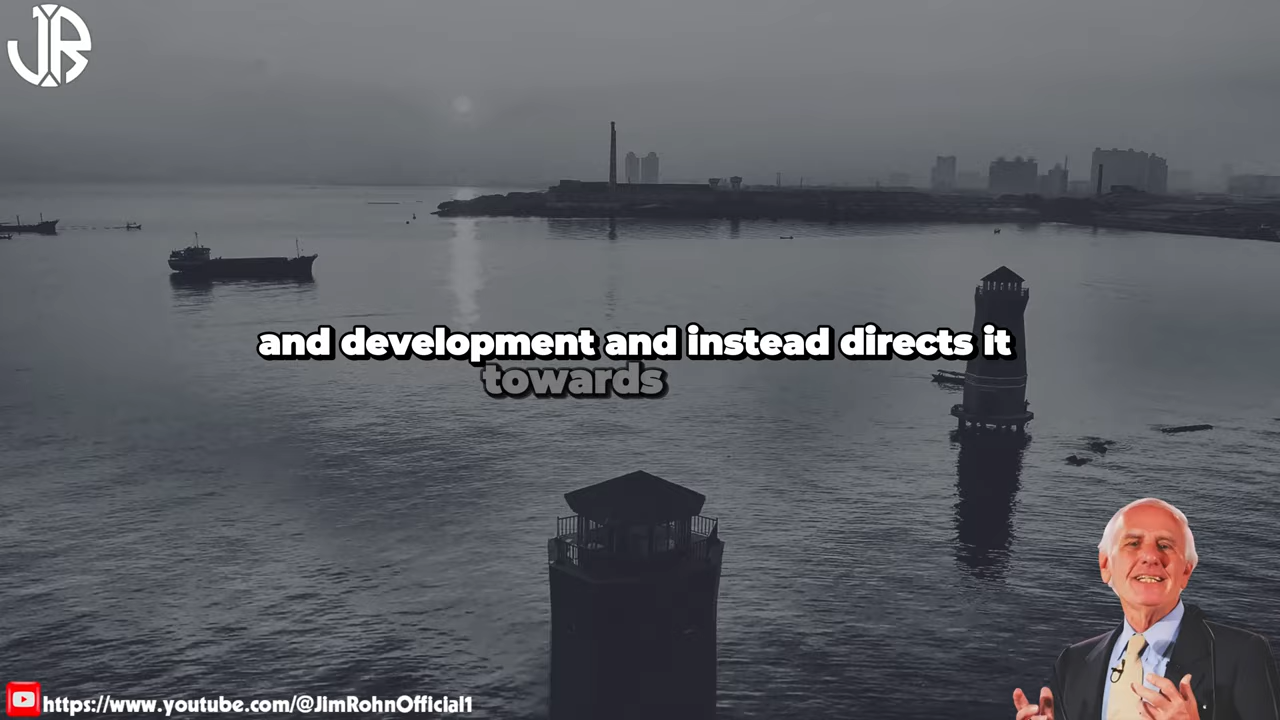 JR
and development and instead directs it
towards
https://www.youtube.com/@JimRohnOfficial1